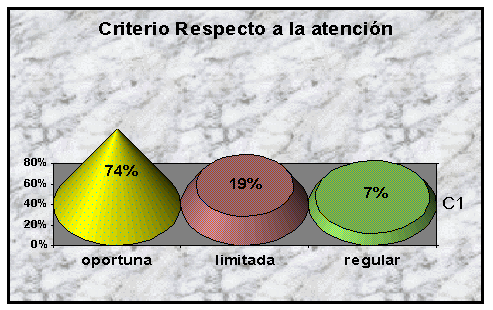 Criterio Respecto a la atención
80%
60%
40%
20%
0%
74%
19%
7%
C1
oportuna
limitada
regular